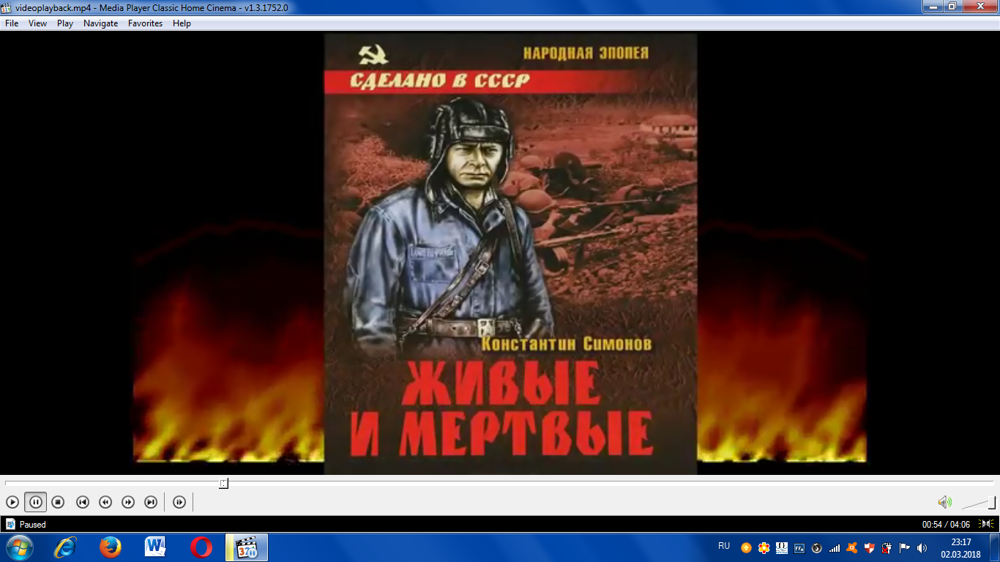 videoplayback.mp4 - Media Player Classic Home Cinema - v1.3.1752.0
File View Play Navigate Favorites Help
НАРОДНАЯ ЭПОПЕЯ
СДЕЛАНО В СССР
Константин Симонов
ЖИВЫЕ
И МЕРТВЫЕ
Paused
00:54 / 04:06
RU
23:17
02.03.2018